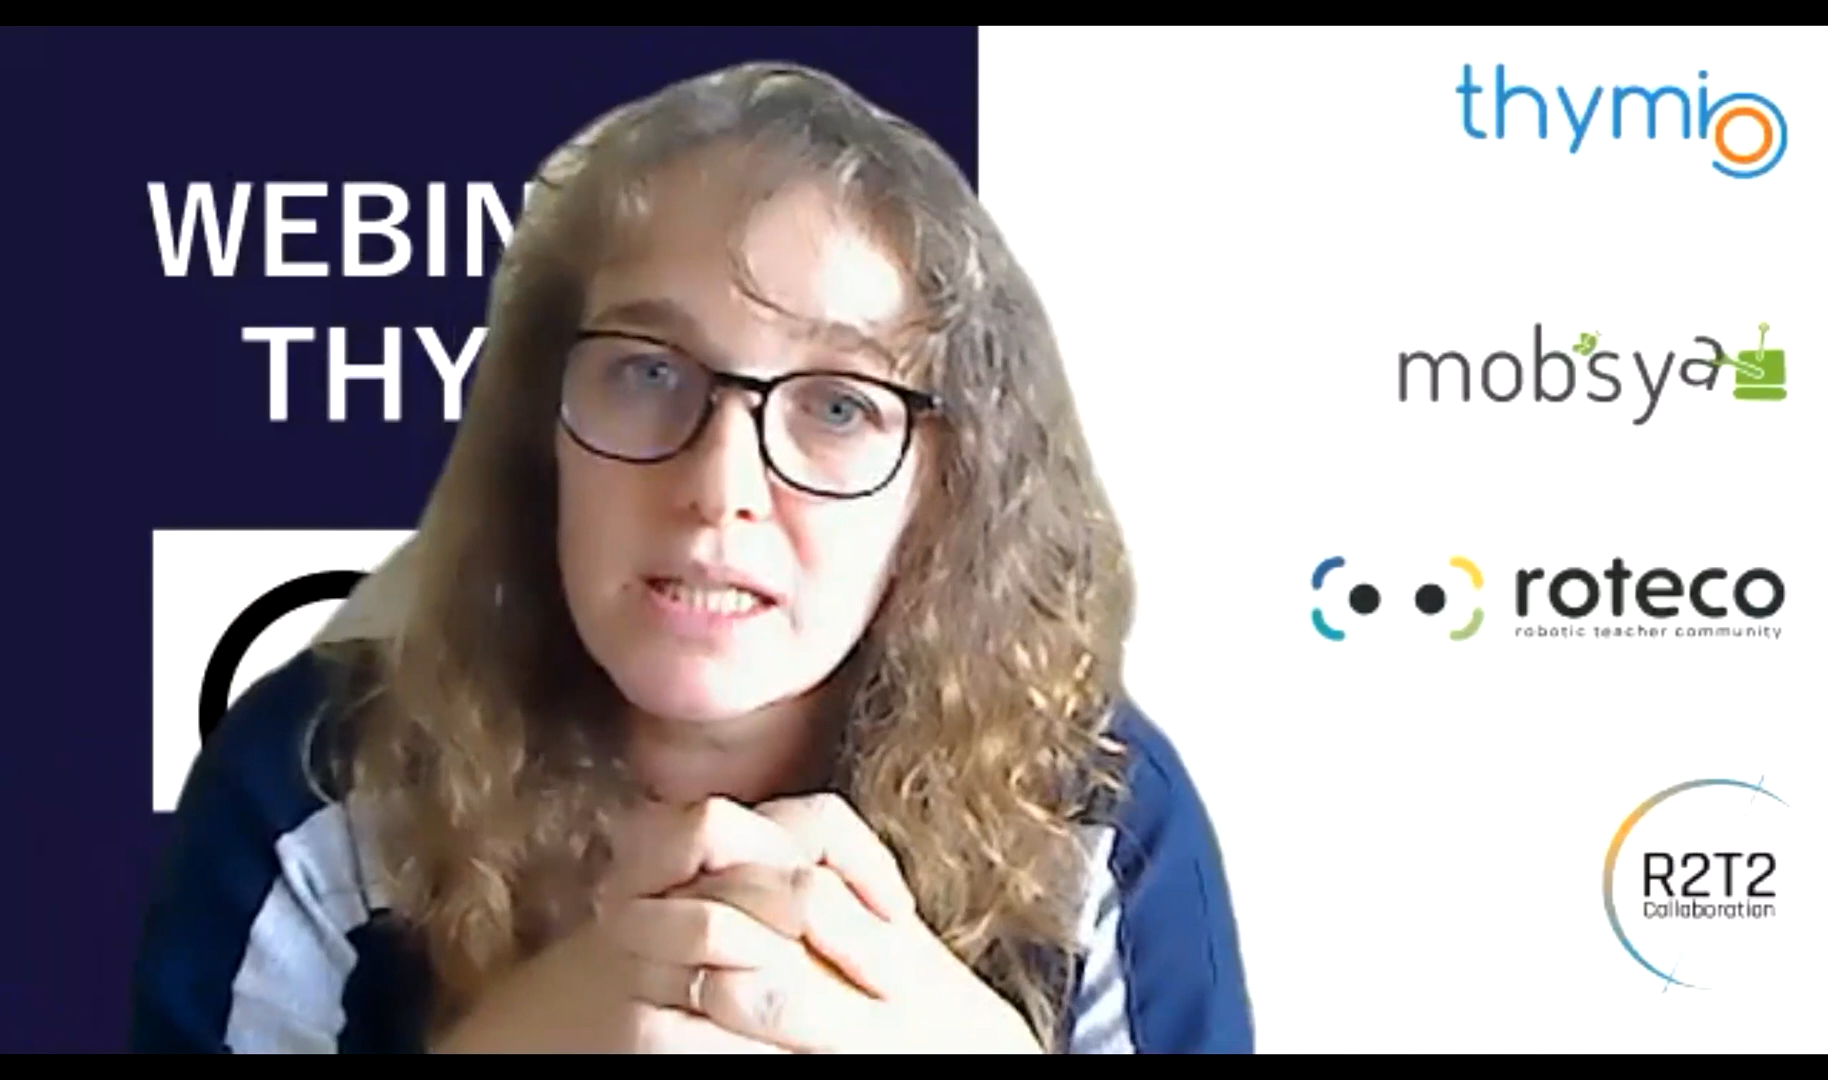 WEBIN
THY
thymio
mobsya
roteco
robotic teacher community
R2T2
Collaboration